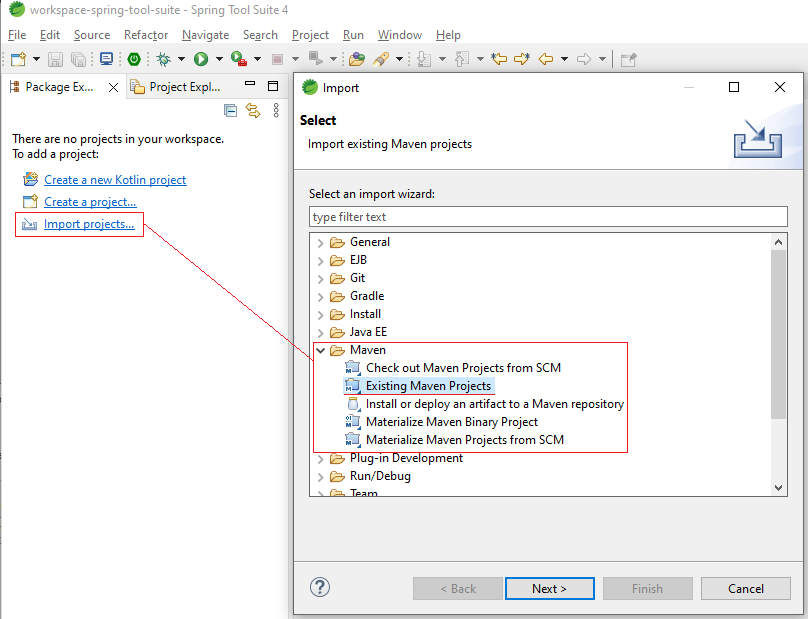 workspace-spring-tool-suite - Spring Tool Suite 4
File Edit Source Refactor Navigate Search Project Run Window Help
Package Ex... Project Expl...
There are no projects in your workspace.
To add a project:
Create a new Kotlin project
Create a project...
Import projects...
Import
Select
Import existing Maven projects
Select an import wizard:
type filter text
General
EJB
Git
Gradle
Install
Java EE
Maven
Check out Maven Projects from SCM
Existing Maven Projects
Install or deploy an artifact to a Maven repository
Materialize Maven Binary Project
Materialize Maven Projects from SCM
Plug-in Development
Run/Debug
Team
? < Back Next > Finish Cancel